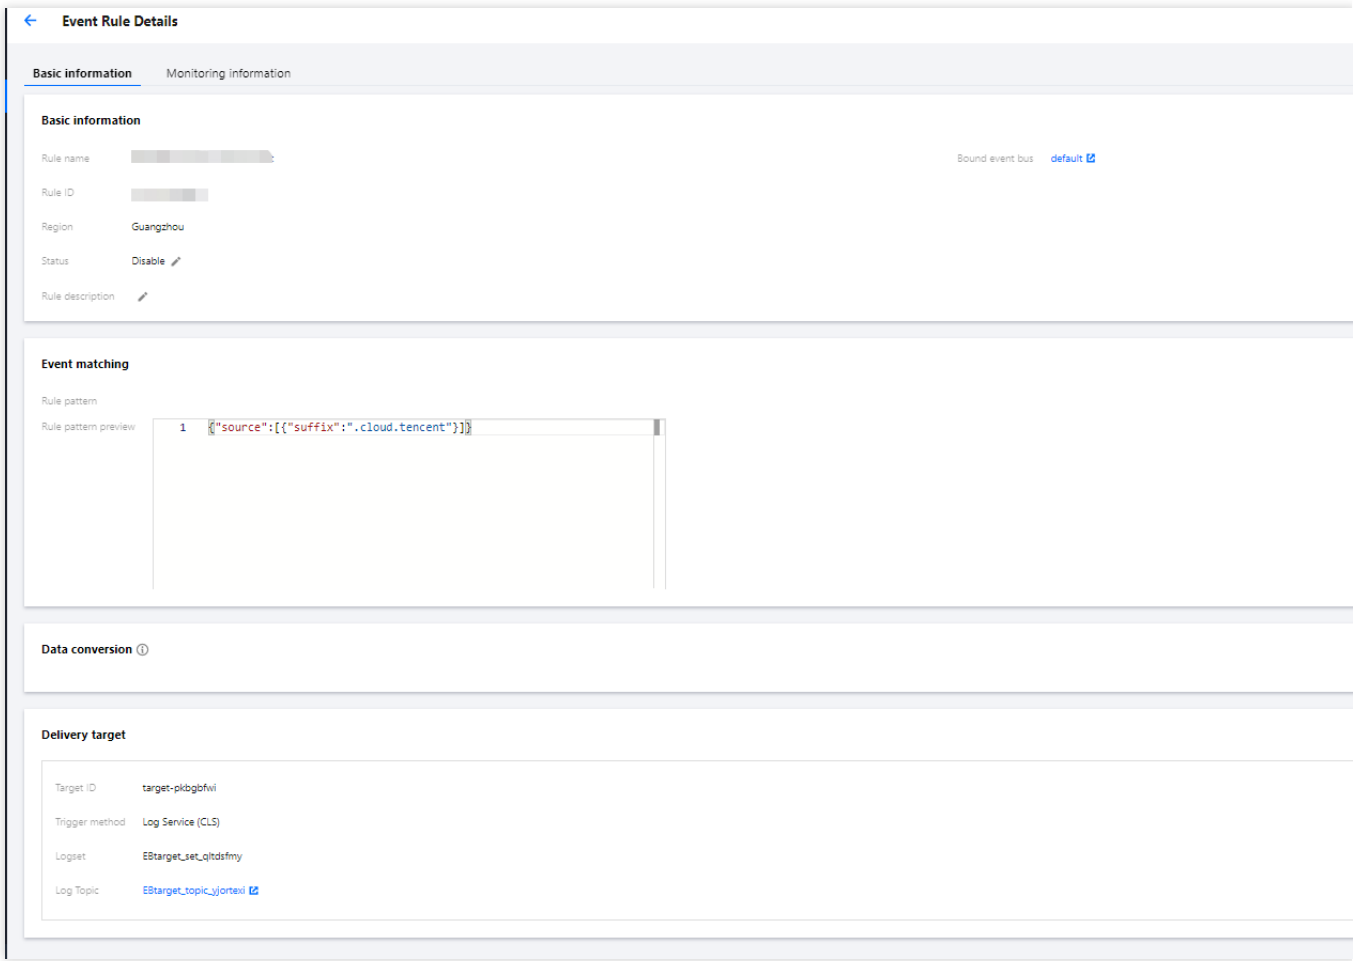 Event Rule Details
Basic information Monitoring information
Basic information
Rule name Bound event bus default
Rule ID
Region Guangzhou
Status Disable
Rule description
Event matching
Rule pattern
Rule pattern preview 1 {"source":[{"suffix":".cloud.tencent"}]}
Data conversion
Delivery target
Target ID target-pkbgbfwi
Trigger method Log Service (CLS)
Logset EBtarget_set_qltdsfmy
Log Topic EBtarget_topic_yjortexi